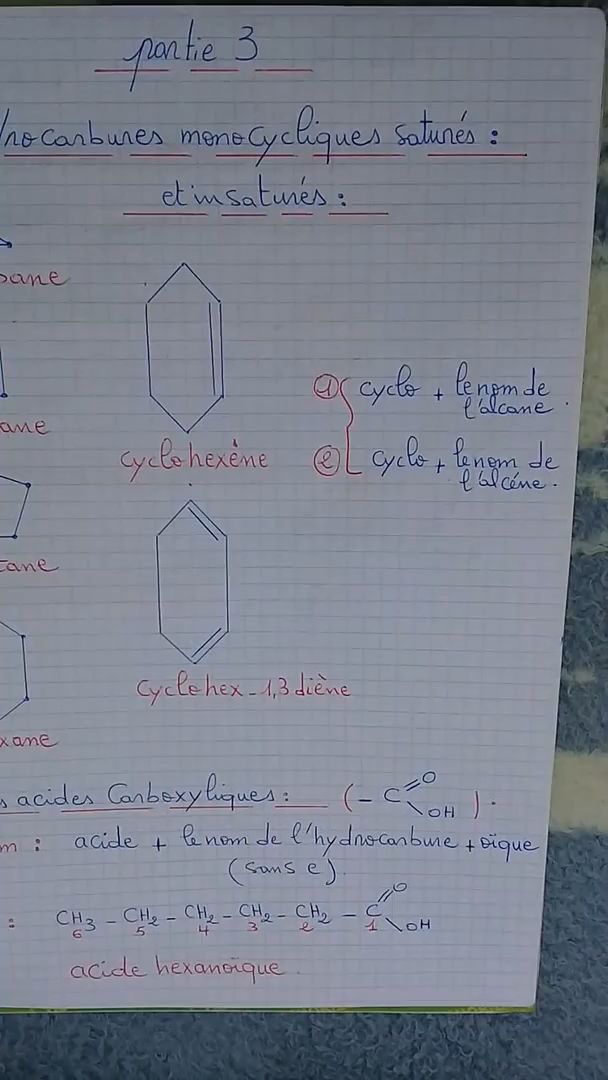 partie 3
nocarbures monocycliques saturés :
et insaturés :
pane
cyclohexène
ane
① cyclo + le nom de
l'alcane.
② cyclo + le nom de
l'alcéne.
tane
cyclohex-1,3 diène
xane
s acides Carboxyliques : (-C
O
OH ).
m : acide + le nom de l'hydrocarbure + oïque
(sans e)
: CH3 - CH2 - CH2 - CH2 - CH2 - C
O
OH
6 5 4 3 2 1
acide hexanoïque.